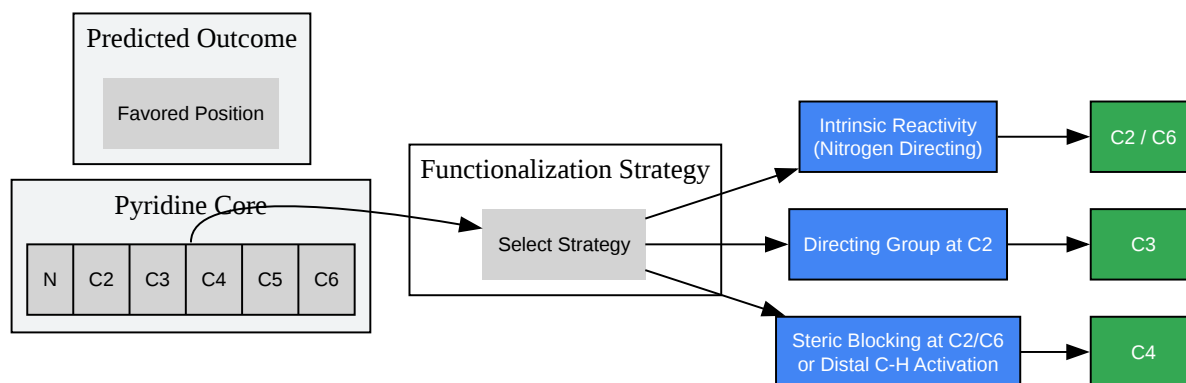 Predicted Outcome
Favored Position
Pyridine Core
N C2 C3 C4 C5 C6
Functionalization Strategy
Select Strategy
Intrinsic Reactivity
(Nitrogen Directing)
C2 / C6
Directing Group at C2
C3
Steric Blocking at C2/C6
or Distal C-H Activation
C4